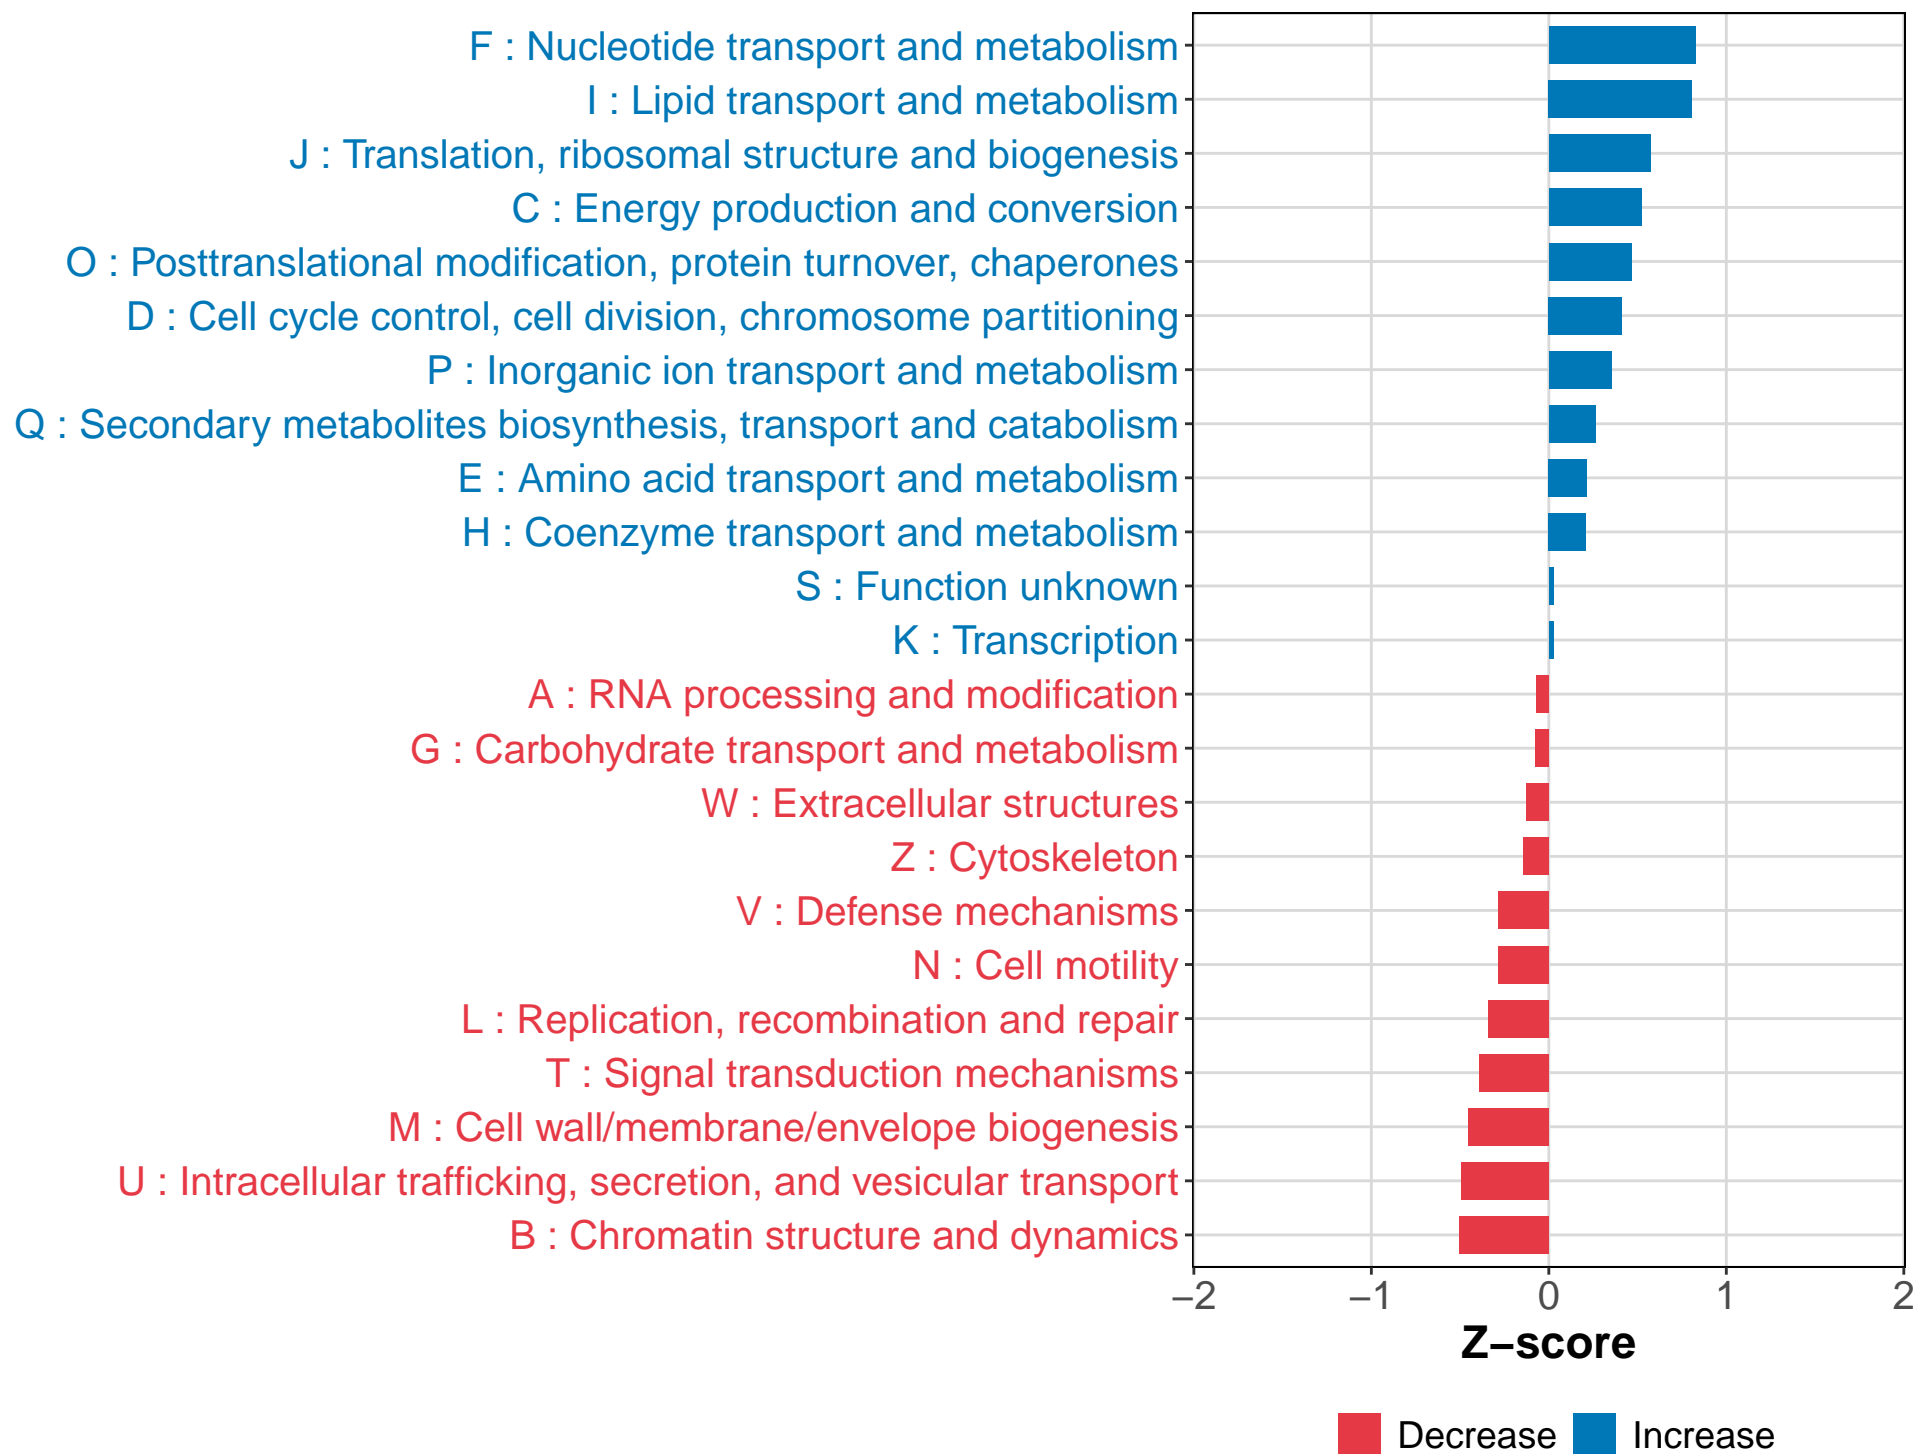 F : Nucleotide transport and metabolism
I : Lipid transport and metabolism
J : Translation, ribosomal structure and biogenesis
C : Energy production and conversion
O : Posttranslational modification, protein turnover, chaperones
D : Cell cycle control, cell division, chromosome partitioning
P : Inorganic ion transport and metabolism
Q : Secondary metabolites biosynthesis, transport and catabolism
E : Amino acid transport and metabolism
H : Coenzyme transport and metabolism
S : Function unknown
K : Transcription
A : RNA processing and modification
G : Carbohydrate transport and metabolism
W : Extracellular structures
Z : Cytoskeleton
V : Defense mechanisms
N : Cell motility
L : Replication, recombination and repair
T : Signal transduction mechanisms
M : Cell wall/membrane/envelope biogenesis
U : Intracellular trafficking, secretion, and vesicular transport
B : Chromatin structure and dynamics
−2 −1 0 1 2
Z−score
Decrease Increase